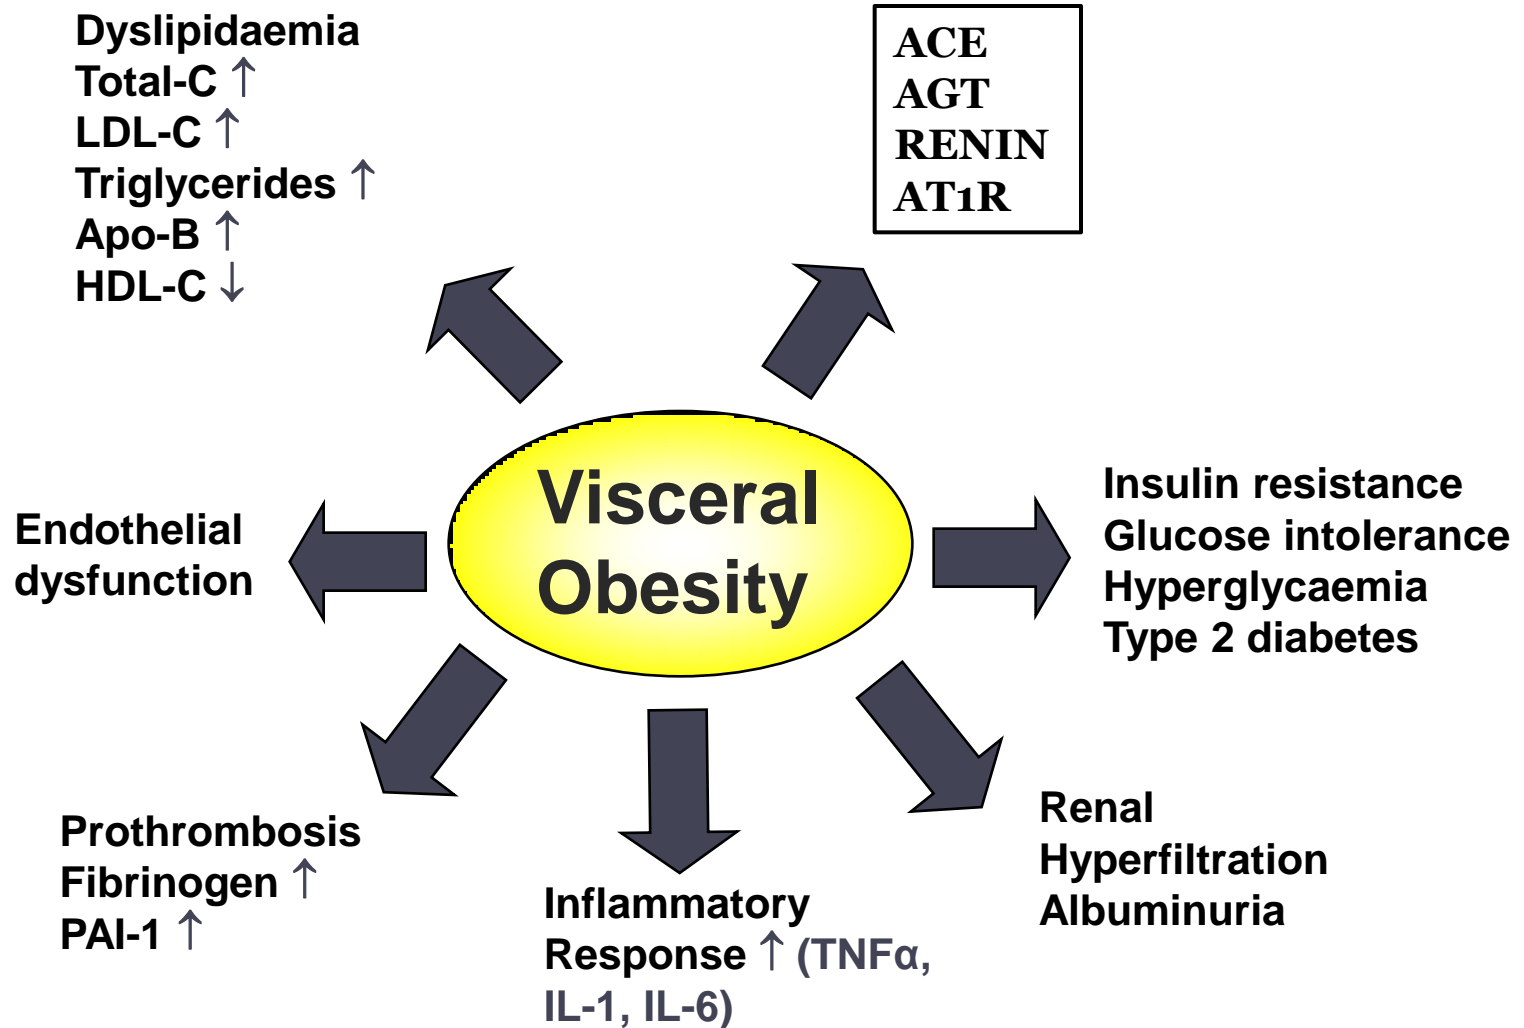 Dyslipidaemia
Total-C ↑
LDL-C ↑
Triglycerides ↑
Apo-B ↑
HDL-C ↓
ACE
AGT
RENIN
AT1R
Visceral
Obesity
Endothelial
dysfunction
Insulin resistance
Glucose intolerance
Hyperglycaemia
Type 2 diabetes
Prothrombosis
Fibrinogen ↑
PAI-1 ↑
Inflammatory
Response ↑ (TNFα,
IL-1, IL-6)
Renal
Hyperfiltration
Albuminuria